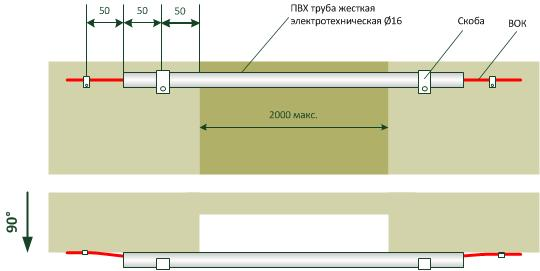 50
50
50
ПВХ труба жесткая
электротехническая Ø16
Скоба
ВОК
2000 макс.
90°